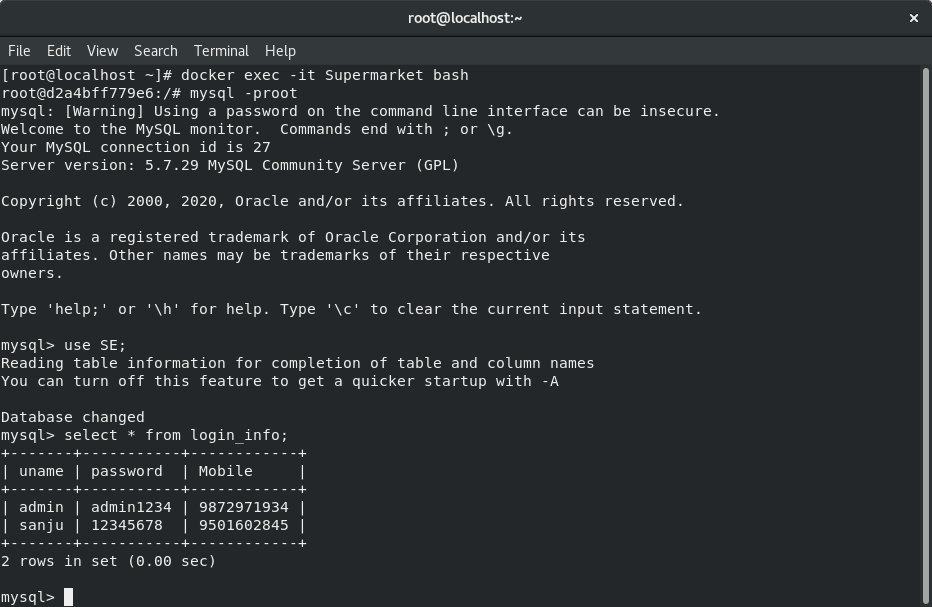 root@localhost:~ ×
File Edit View Search Terminal Help
[root@localhost ~]# docker exec -it Supermarket bash
root@d2a4bff779e6:/# mysql -proot
mysql: [Warning] Using a password on the command line interface can be insecure.
Welcome to the MySQL monitor.  Commands end with ; or \g.
Your MySQL connection id is 27
Server version: 5.7.29 MySQL Community Server (GPL)

Copyright (c) 2000, 2020, Oracle and/or its affiliates. All rights reserved.

Oracle is a registered trademark of Oracle Corporation and/or its
affiliates. Other names may be trademarks of their respective
owners.

Type 'help;' or '\h' for help. Type '\c' to clear the current input statement.

mysql> use SE;
Reading table information for completion of table and column names
You can turn off this feature to get a quicker startup with -A

Database changed
mysql> select * from login_info;
+-------+-----------+------------+
| uname | password  | Mobile     |
+-------+-----------+------------+
| admin | admin1234 | 9872971934 |
| sanju | 12345678  | 9501602845 |
+-------+-----------+------------+
2 rows in set (0.00 sec)

mysql>